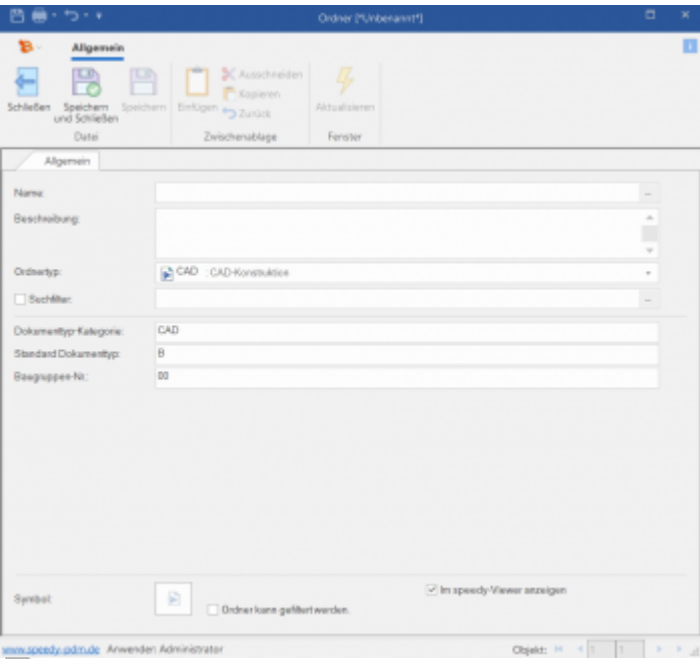 Ordner [*Unbenannt*]
Allgemein
Schließen
Speichern und Schließen
Speichern
Einfügen
Ausschneiden
Kopieren
Zurück
Aktualisieren
Datei
Zwischenablage
Fenster
Allgemein
Name:
Beschreibung:
Ordnertyp: CAD : CAD-Konstruktion
Suchfilter:
Dokumenttyp-Kategorie: CAD
Standard Dokumenttyp: B
Baugruppen-Nr.: 00
Symbol:
Im speedy-Viewer anzeigen
Ordner kann gefiltert werden.
www.speedy-pdm.de Anwender: Administrator Objekt: 1 1